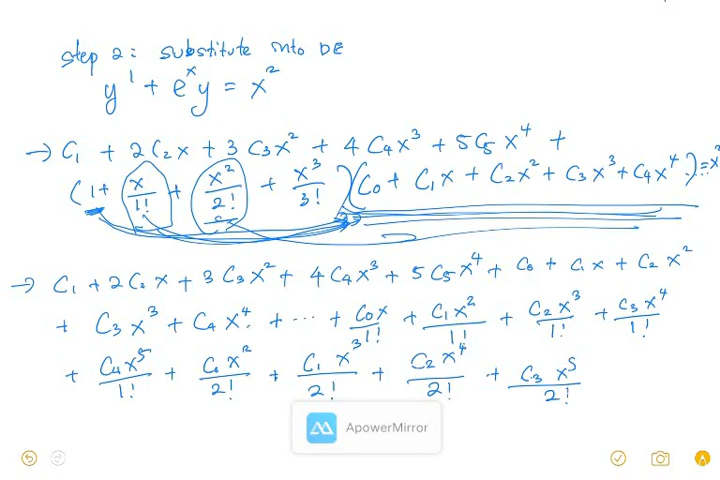 step 2: substitute into DE
y' + e^x y = x^2
→ C₁ + 2C₂x + 3C₃x² + 4C₄x³ + 5C₅x⁴ +
(1 + x/1! + x²/2! + x³/3!)(C₀ + C₁x + C₂x² + C₃x³ + C₄x⁴) = x²
→ C₁ + 2C₂x + 3C₃x² + 4C₄x³ + 5C₅x⁴ + C₀ + C₁x + C₂x²
+ C₃x³ + C₄x⁴ + ··· + C₀x/1! + C₁x²/1! + C₂x³/1! + C₃x⁴/1!
+ C₄x⁵/1! + C₀x²/2! + C₁x³/2! + C₂x⁴/2! + C₃x⁵/2!
ApowerMirror